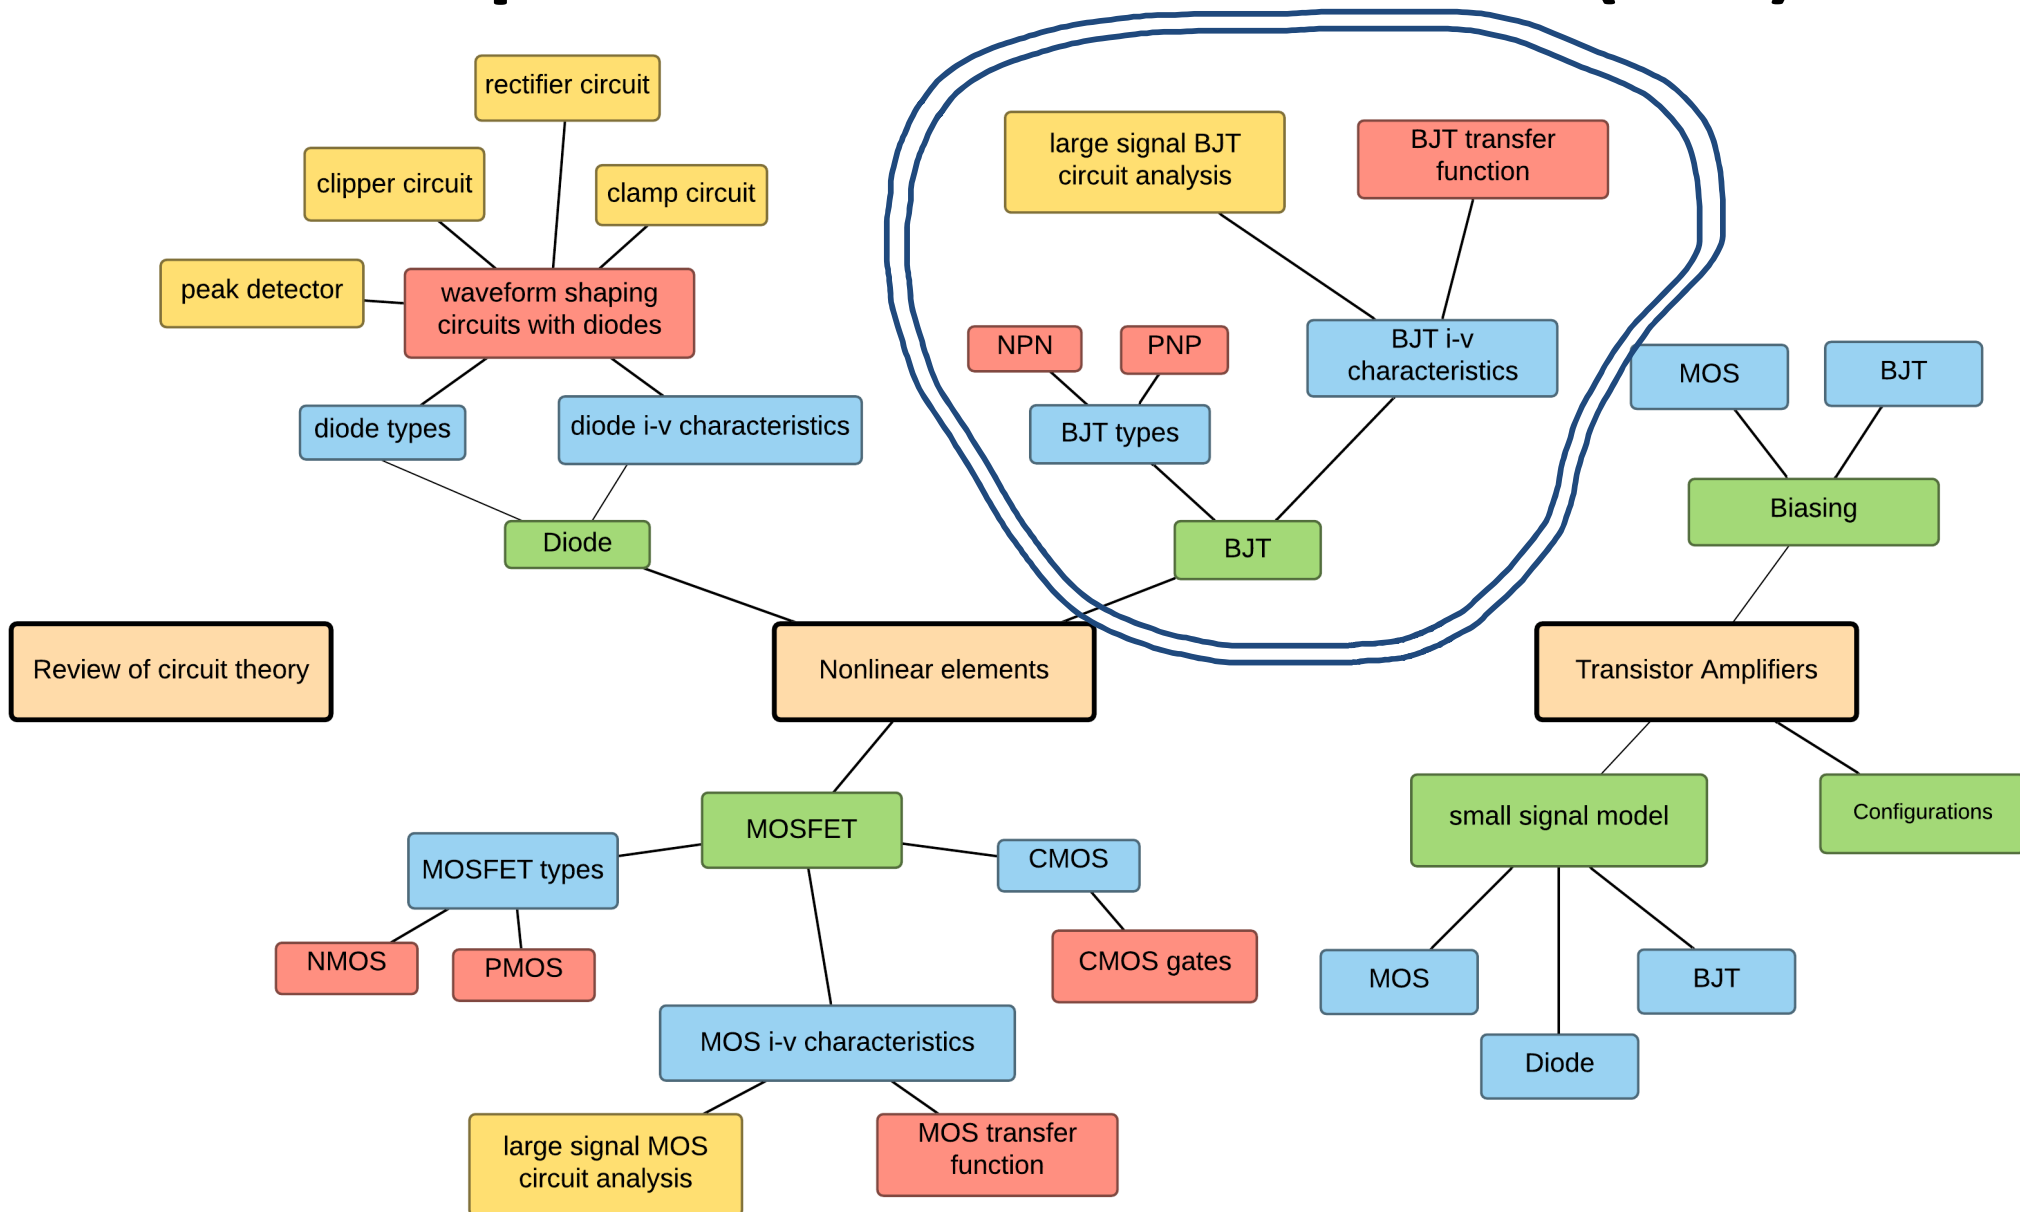 rectifier circuit
clipper circuit
clamp circuit
peak detector
waveform shaping
circuits with diodes
diode types
diode i-v characteristics
Diode
large signal BJT
circuit analysis
BJT transfer
function
NPN
PNP
BJT i-v
characteristics
BJT types
BJT
MOS
BJT
Biasing
Review of circuit theory
Nonlinear elements
Transistor Amplifiers
MOSFET
MOSFET types
CMOS
NMOS
PMOS
CMOS gates
MOS i-v characteristics
large signal MOS
circuit analysis
MOS transfer
function
small signal model
Configurations
MOS
BJT
Diode